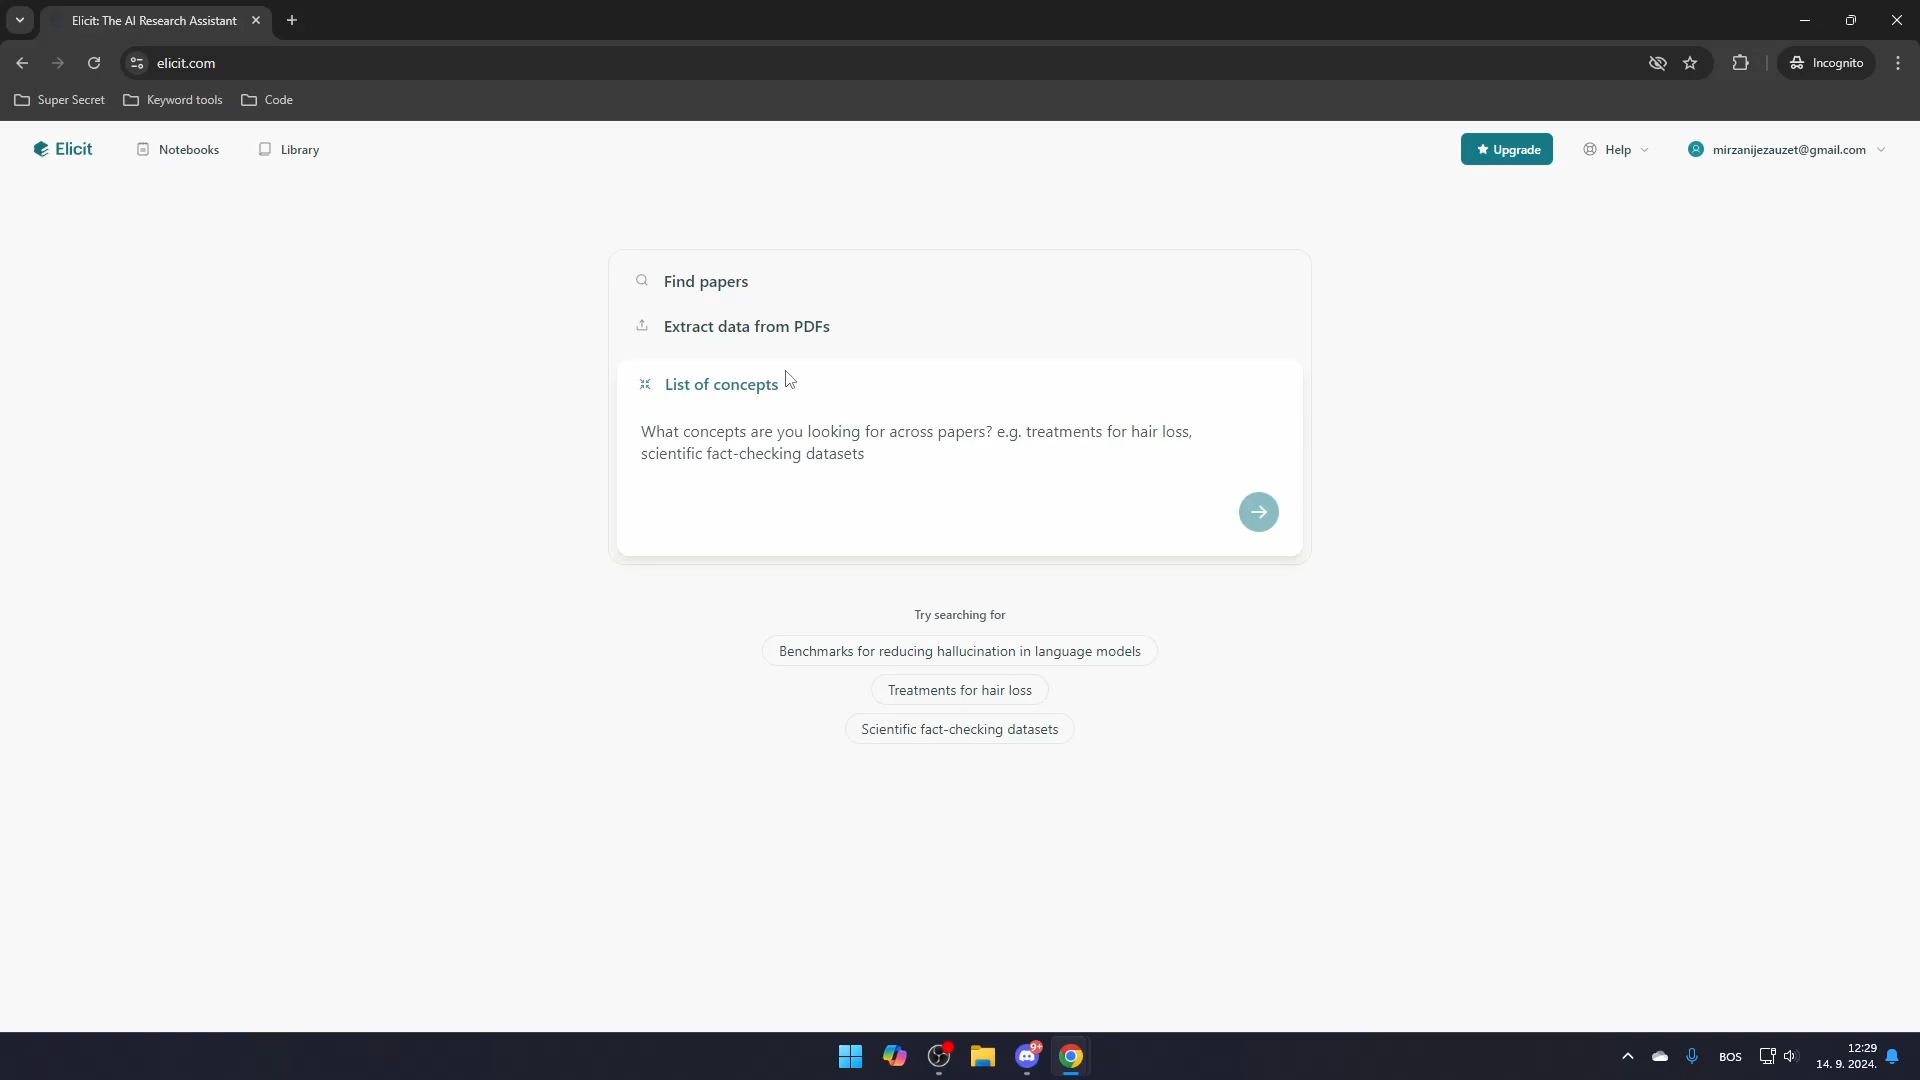 Elicit: The AI Research Assistant
elicit.com
Incognito
Super Secret
Keyword tools
Code
Elicit
Notebooks
Library
Upgrade
Help
mirzanijezauzet@gmail.com
Find papers
Extract data from PDFs
List of concepts
What concepts are you looking for across papers? e.g. treatments for hair loss,
scientific fact-checking datasets
Try searching for
Benchmarks for reducing hallucination in language models
Treatments for hair loss
Scientific fact-checking datasets
9+
BOS
12:29
14. 9. 2024.